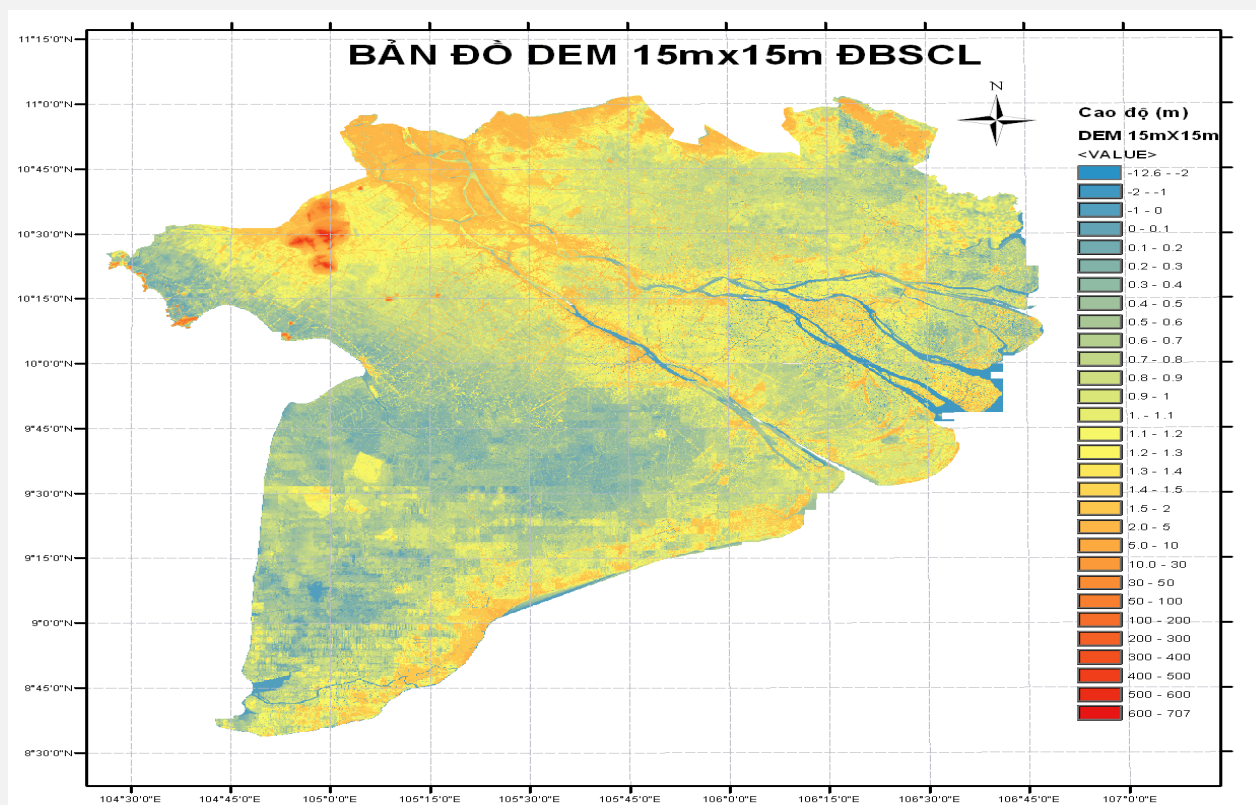 BẢN ĐỒ DEM 15mx15m ĐBSCL
N
Cao độ (m)
DEM 15mX15m
<VALUE>
-12.6 - -2
-2 - -1
-1 - 0
0 - 0.1
0.1 - 0.2
0.2 - 0.3
0.3 - 0.4
0.4 - 0.5
0.5 - 0.6
0.6 - 0.7
0.7 - 0.8
0.8 - 0.9
0.9 - 1
1. - 1.1
1.1 - 1.2
1.2 - 1.3
1.3 - 1.4
1.4 - 1.5
1.5 - 2
2.0 - 5
5.0 - 10
10.0 - 30
30 - 50
50 - 100
100 - 200
200 - 300
300 - 400
400 - 500
500 - 600
600 - 707
11°15'0"N
11°0'0"N
10°45'0"N
10°30'0"N
10°15'0"N
10°0'0"N
9°45'0"N
9°30'0"N
9°15'0"N
9°0'0"N
8°45'0"N
8°30'0"N
104°30'0"E 104°45'0"E 105°0'0"E 105°15'0"E 105°30'0"E 105°45'0"E 106°0'0"E 106°15'0"E 106°30'0"E 106°45'0"E 107°0'0"E